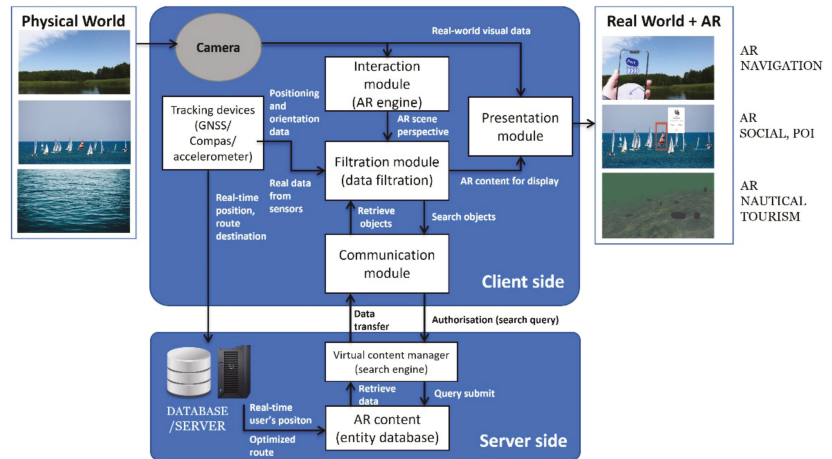 Physical World
Camera
Real-world visual data
Real World + AR
AR
NAVIGATION
Interaction
module
(AR engine)
Positioning
and
orientation
data
Tracking devices
(GNSS/
Compas/
accelerometer)
AR scene
perspective
Presentation
module
AR
SOCIAL, POI
Filtration module
(data filtration)
AR content for display
Real data
from
sensors
Real-time
position,
route
destination
Retrieve
objects
Search objects
AR
NAUTICAL
TOURISM
Communication
module
Client side
Data
transfer
Authorisation (search query)
Virtual content manager
(search engine)
Retrieve
data
Query submit
DATABASE
/SERVER
Real-time
user's positon
Optimized
route
AR content
(entity database)
Server side